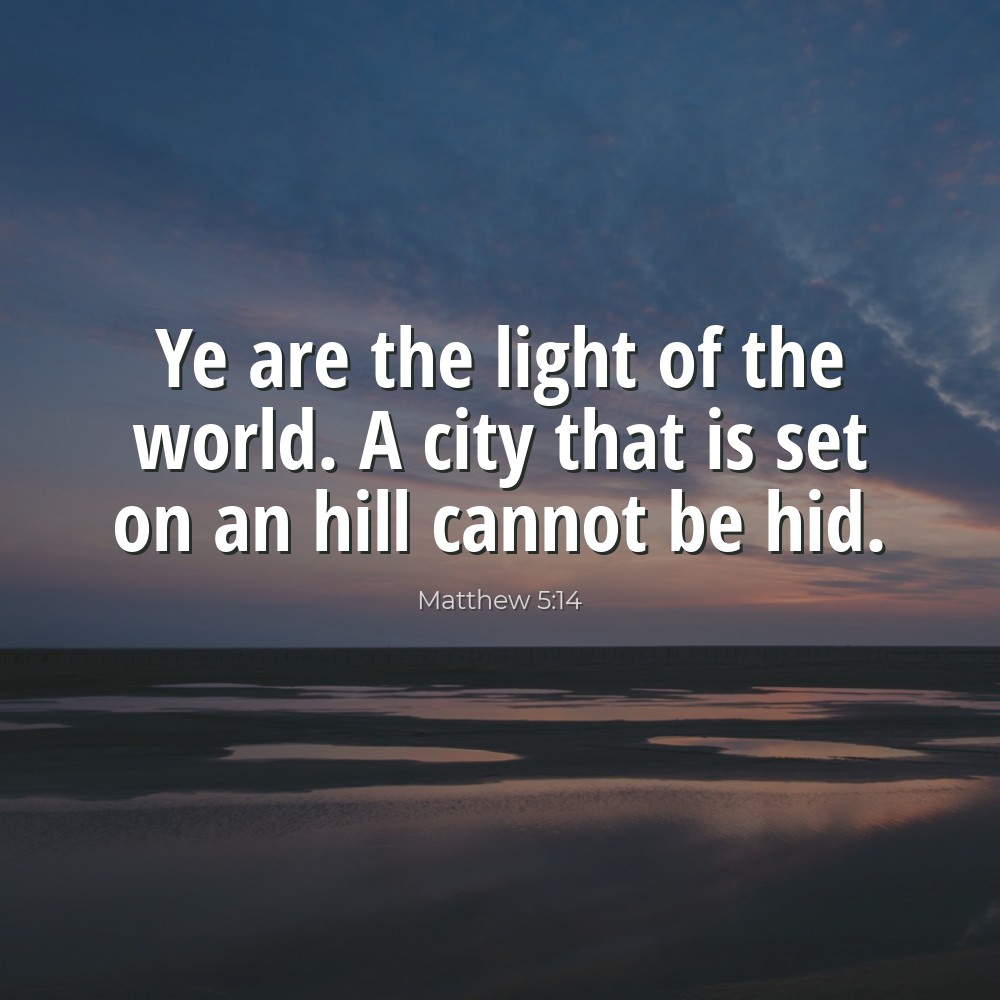 Ye are the light of the
world. A city that is set
on an hill cannot be hid.
Matthew 5:14